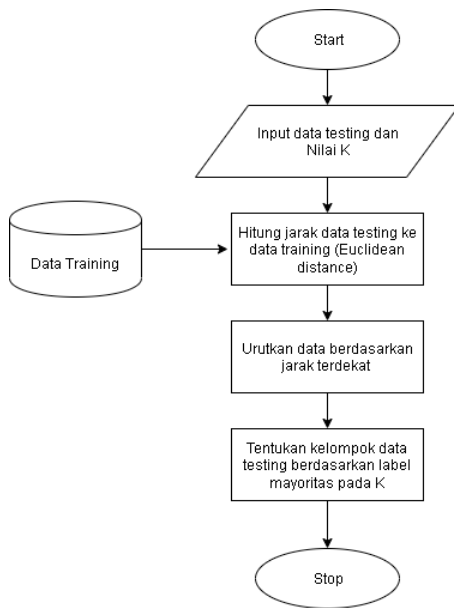 Start
Input data testing dan
Nilai K
Hitung jarak data testing ke
data training (Euclidean
distance)
Data Training
Urutkan data berdasarkan
jarak terdekat
Tentukan kelompok data
testing berdasarkan label
mayoritas pada K
Stop